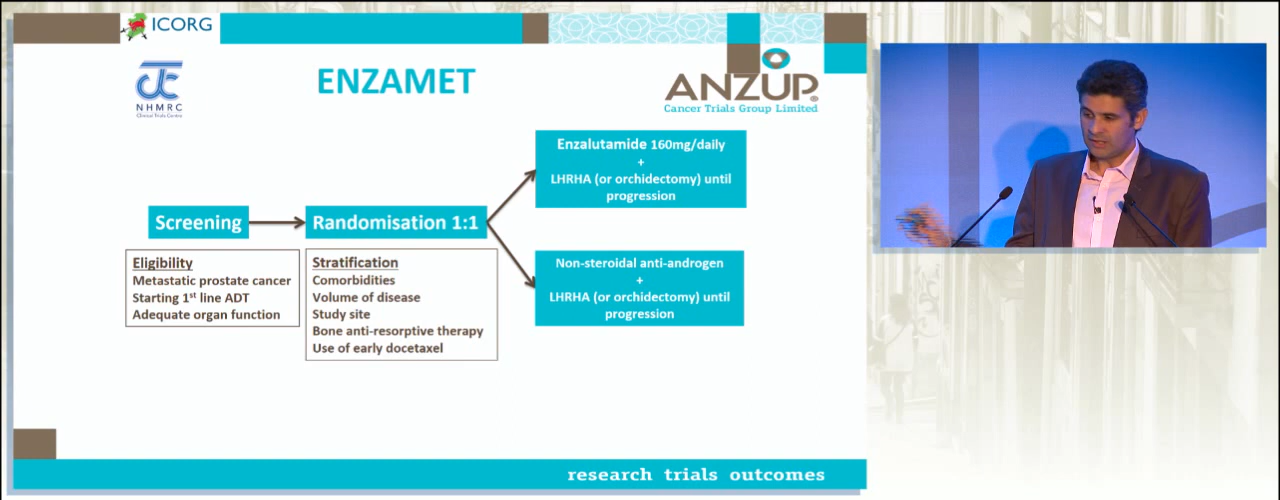 ICORG
NHMRC
Clinical Trials Centre
ENZAMET
ANZUP
Cancer Trials Group Limited
Screening
Eligibility
Metastatic prostate cancer
Starting 1st line ADT
Adequate organ function
Randomisation 1:1
Stratification
Comorbidities
Volume of disease
Study site
Bone anti-resorptive therapy
Use of early docetaxel
Enzalutamide 160mg/daily
+
LHRHA (or orchidectomy) until
progression
Non-steroidal anti-androgen
+
LHRHA (or orchidectomy) until
progression
research trials outcomes